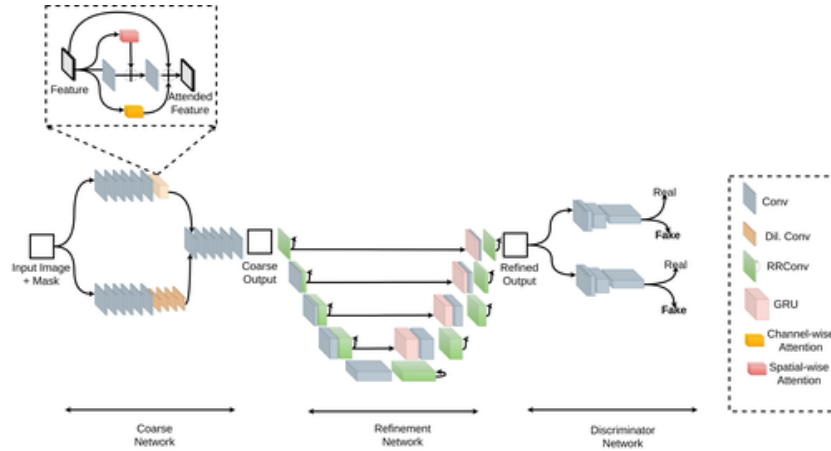 Feature
Attended
Feature
Input Image
+ Mask
Coarse
Output
Refined
Output
Real
Fake
Real
Fake
Conv
Dil. Conv
RRConv
GRU
Channel-wise
Attention
Spatial-wise
Attention
Coarse
Network
Refinement
Network
Discriminator
Network